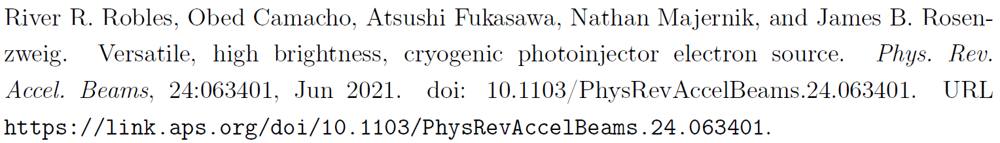 River R. Robles, Obed Camacho, Atsushi Fukasawa, Nathan Majernik, and James B. Rosen-
zweig. Versatile, high brightness, cryogenic photoinjector electron source. Phys. Rev.
Accel. Beams, 24:063401, Jun 2021. doi: 10.1103/PhysRevAccelBeams.24.063401. URL
https://link.aps.org/doi/10.1103/PhysRevAccelBeams.24.063401.